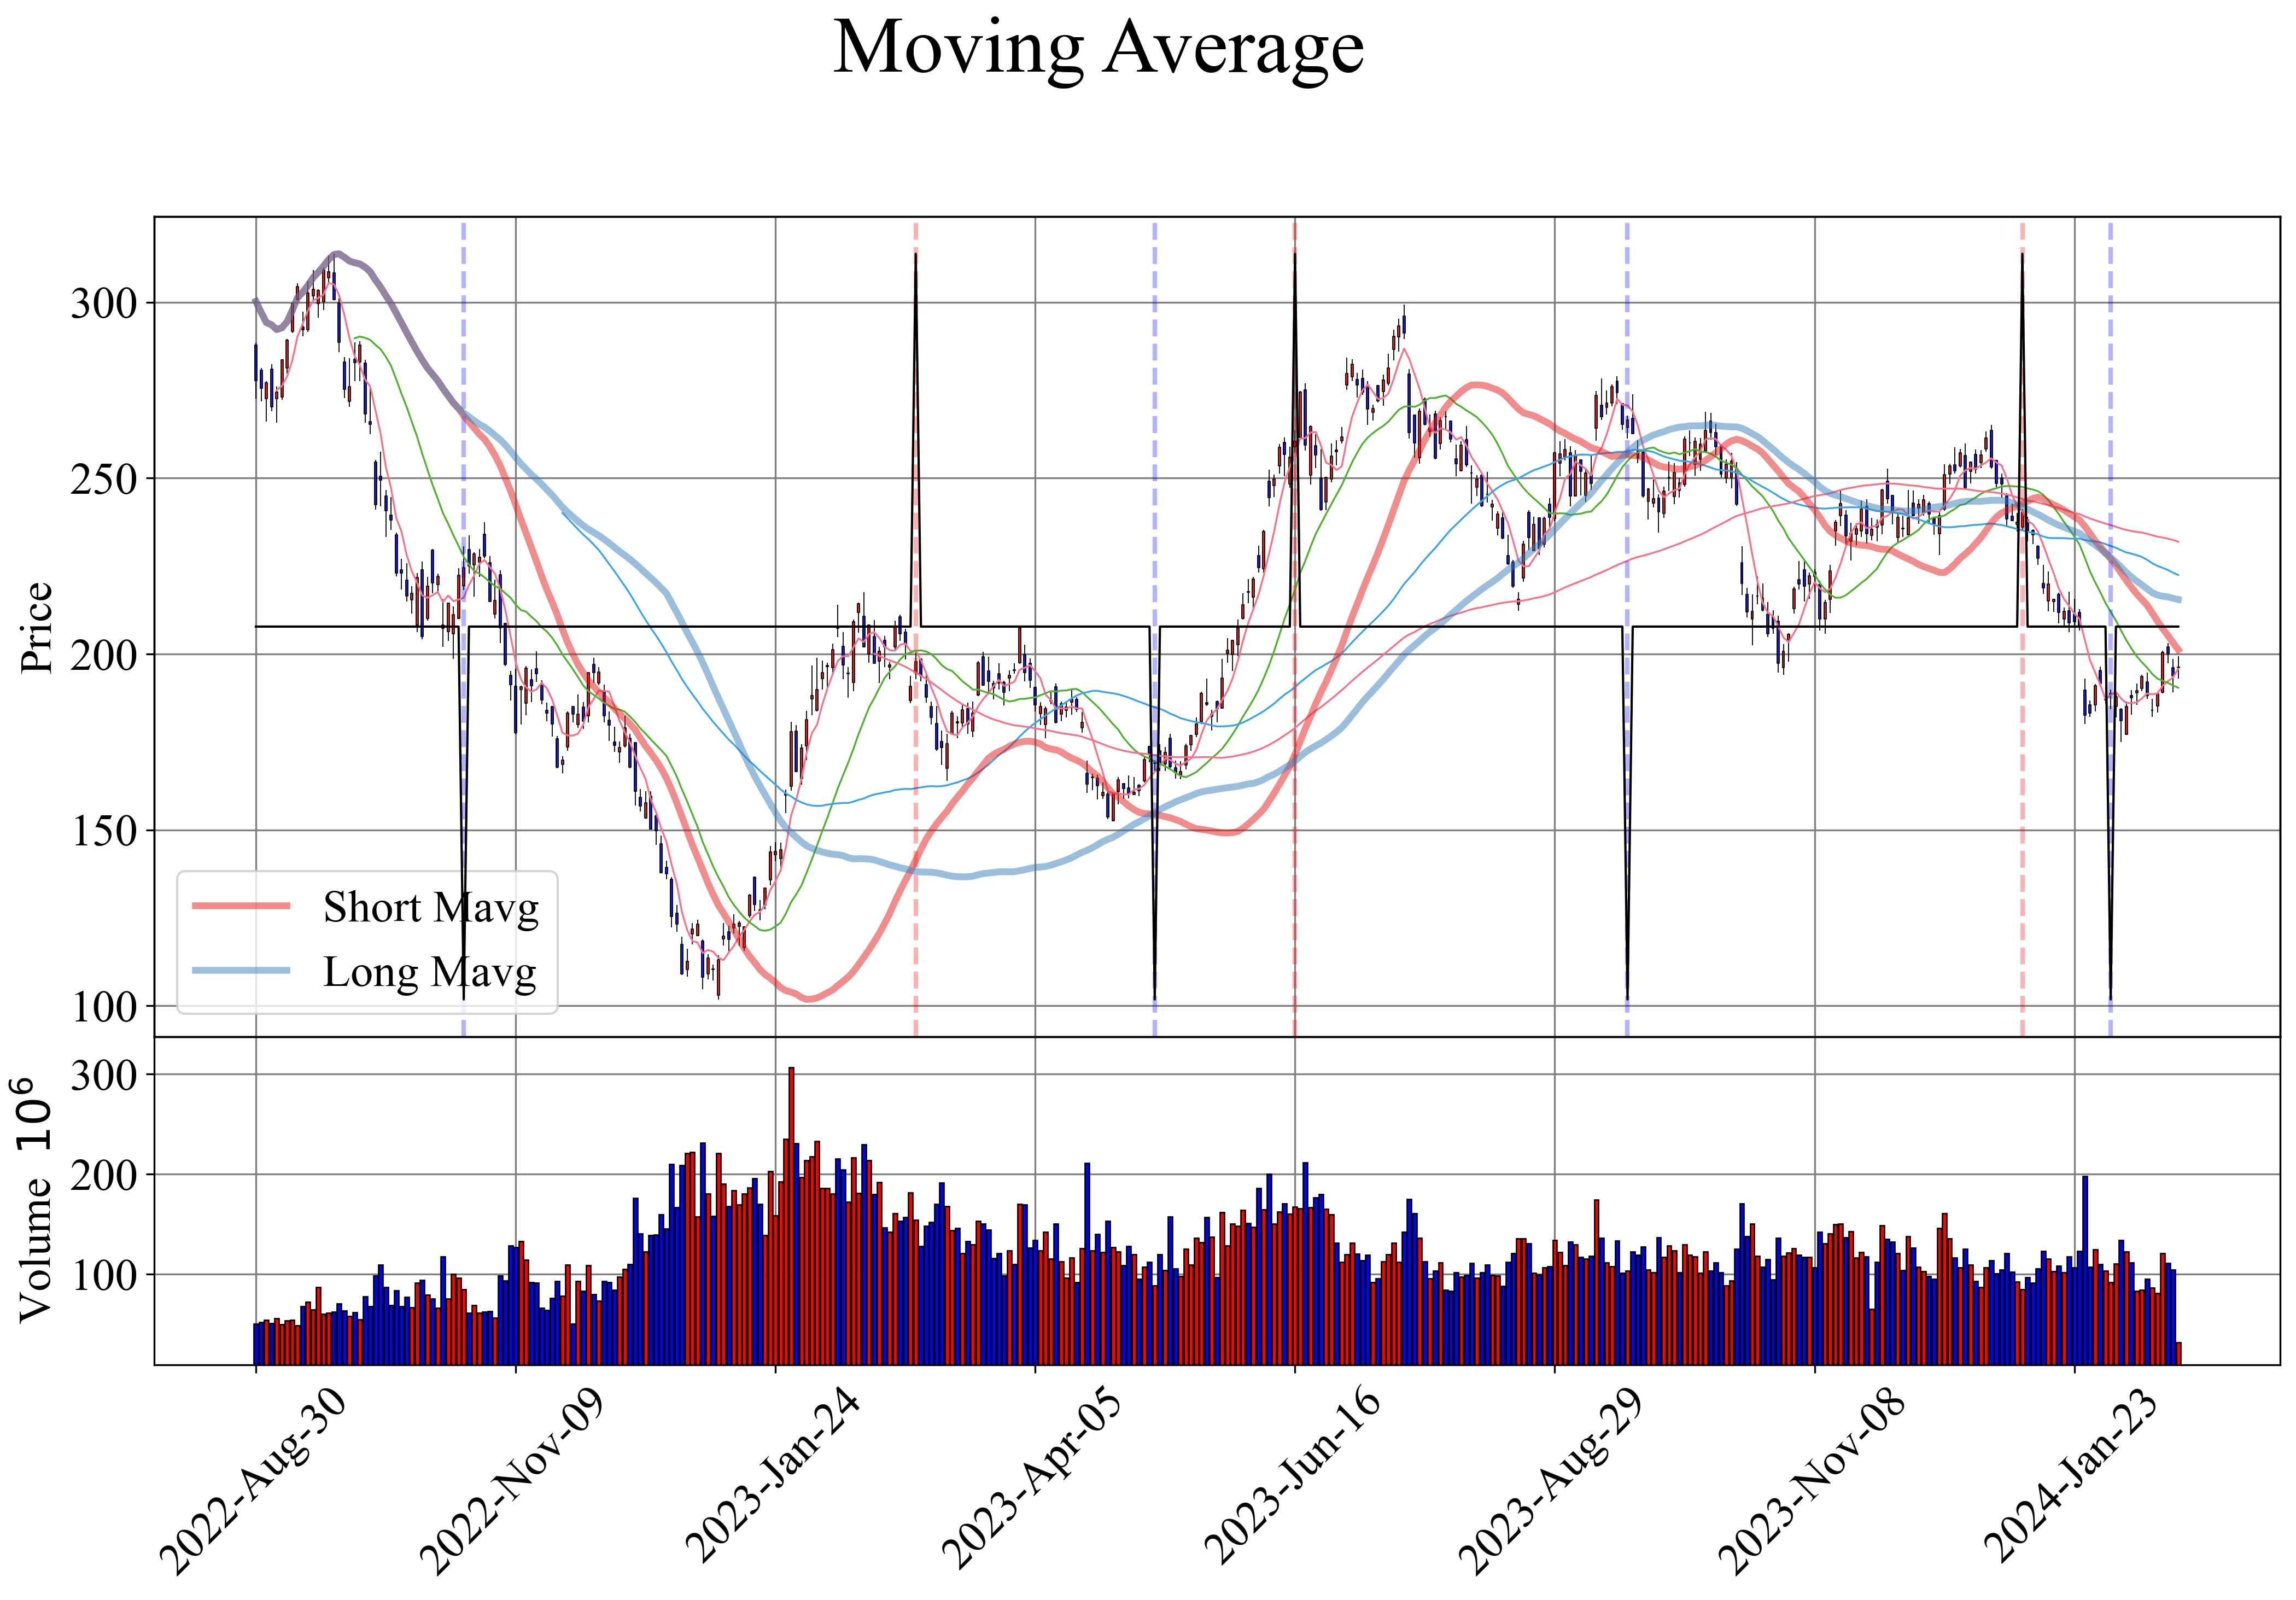 Moving Average
Price
300
250
200
150
100
Short Mavg
Long Mavg
Volume 10⁶
300
200
100
2022-Aug-30
2022-Nov-09
2023-Jan-24
2023-Apr-05
2023-Jun-16
2023-Aug-29
2023-Nov-08
2024-Jan-23